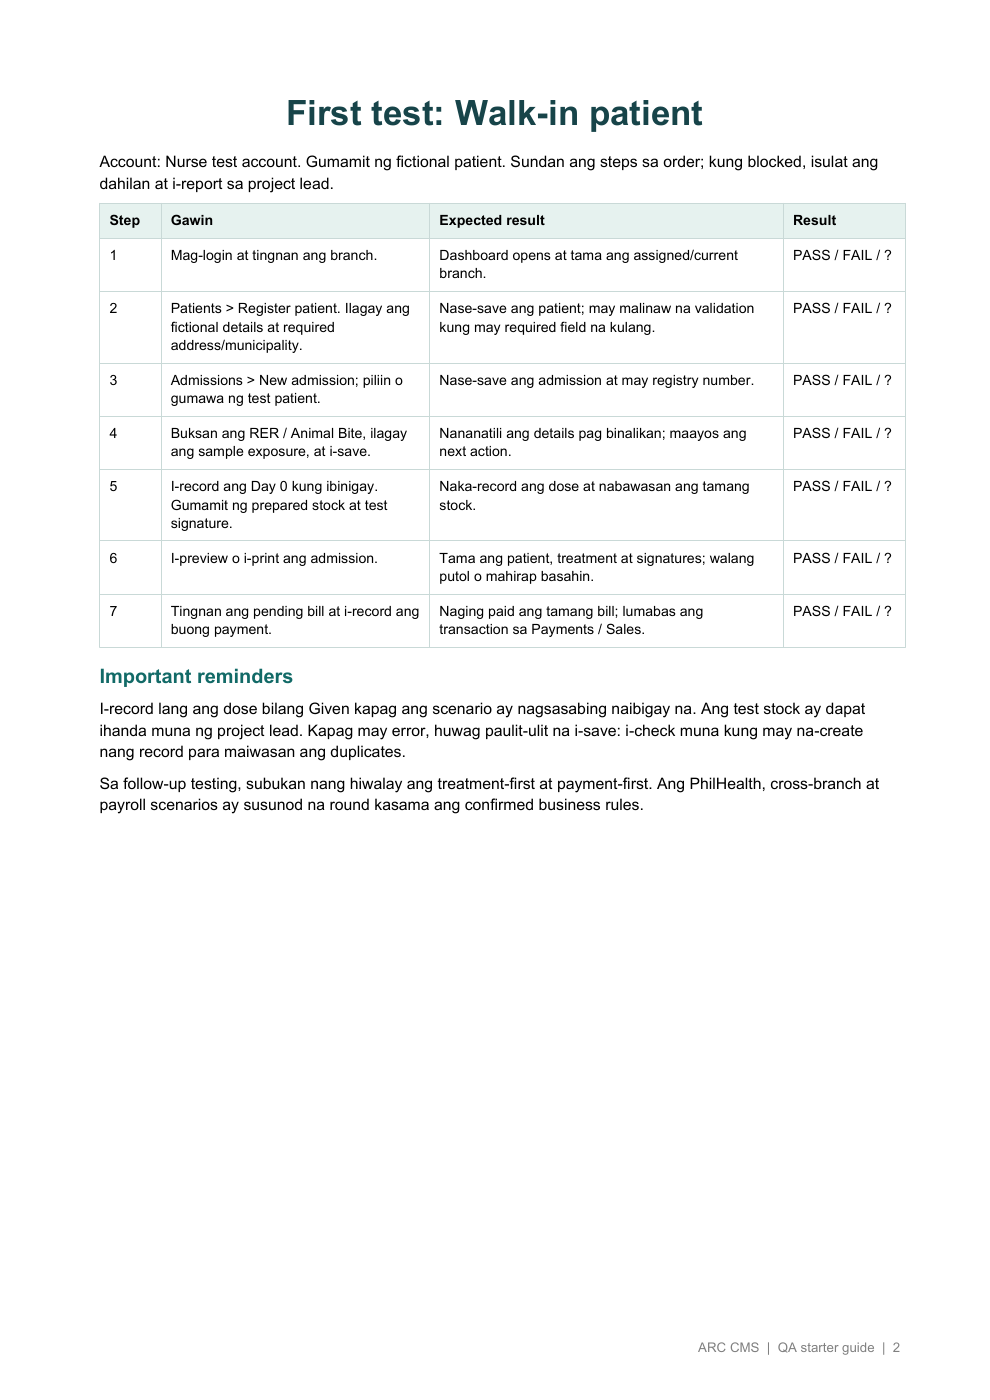 First test: Walk-in patient
Account: Nurse test account. Gumamit ng fictional patient. Sundan ang steps sa order; kung blocked, isulat ang
dahilan at i-report sa project lead.
Step Gawin Expected result Result
1 Mag-login at tingnan ang branch. Dashboard opens at tama ang assigned/current PASS / FAIL / ?
branch.
2 Patients > Register patient. Ilagay ang Nase-save ang patient; may malinaw na validation PASS / FAIL / ?
fictional details at required kung may required field na kulang.
address/municipality.
3 Admissions > New admission; piliin o Nase-save ang admission at may registry number. PASS / FAIL / ?
gumawa ng test patient.
4 Buksan ang RER / Animal Bite, ilagay Nananatili ang details pag binalikan; maayos ang PASS / FAIL / ?
ang sample exposure, at i-save. next action.
5 I-record ang Day 0 kung ibinigay. Naka-record ang dose at nabawasan ang tamang PASS / FAIL / ?
Gumamit ng prepared stock at test stock.
signature.
6 I-preview o i-print ang admission. Tama ang patient, treatment at signatures; walang PASS / FAIL / ?
putol o mahirap basahin.
7 Tingnan ang pending bill at i-record ang Naging paid ang tamang bill; lumabas ang PASS / FAIL / ?
buong payment. transaction sa Payments / Sales.
Important reminders
I-record lang ang dose bilang Given kapag ang scenario ay nagsasabing naibigay na. Ang test stock ay dapat
ihanda muna ng project lead. Kapag may error, huwag paulit-ulit na i-save: i-check muna kung may na-create
nang record para maiwasan ang duplicates.
Sa follow-up testing, subukan nang hiwalay ang treatment-first at payment-first. Ang PhilHealth, cross-branch at
payroll scenarios ay susunod na round kasama ang confirmed business rules.
ARC CMS | QA starter guide | 2